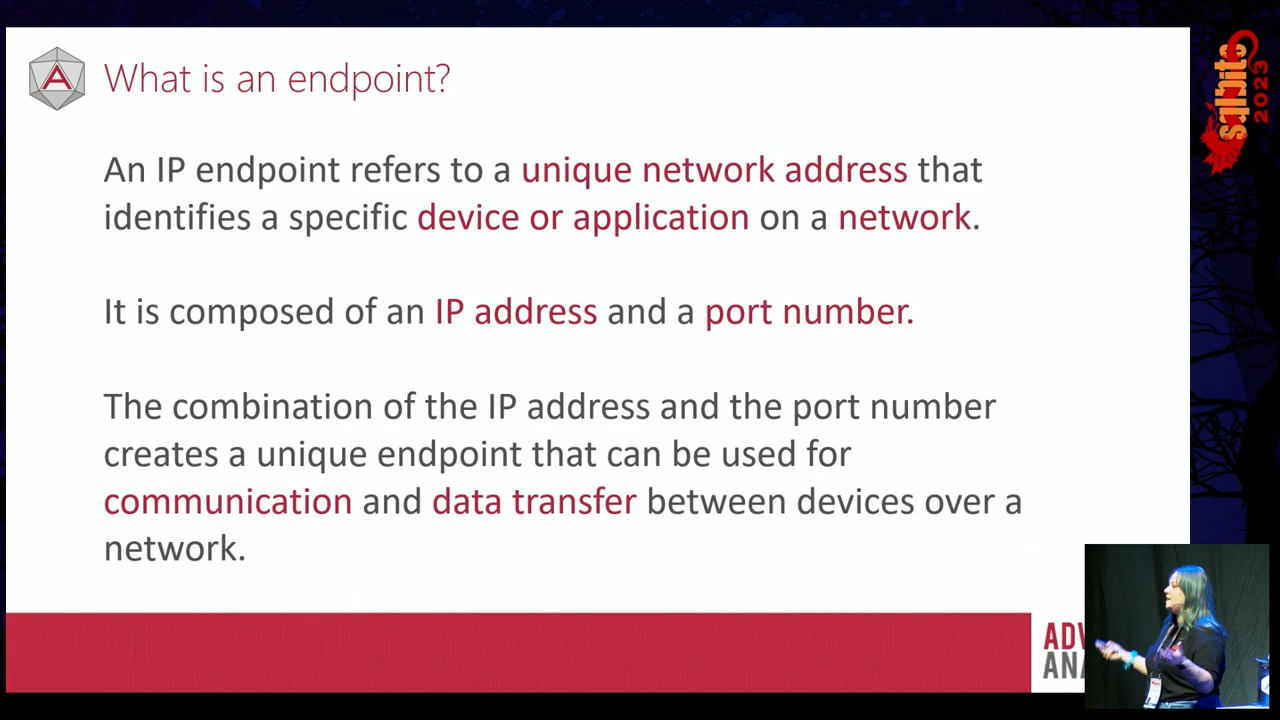 What is an endpoint?
An IP endpoint refers to a unique network address that
identifies a specific device or application on a network.
It is composed of an IP address and a port number.
The combination of the IP address and the port number
creates a unique endpoint that can be used for
communication and data transfer between devices over a
network.
sqlbits
2023
A